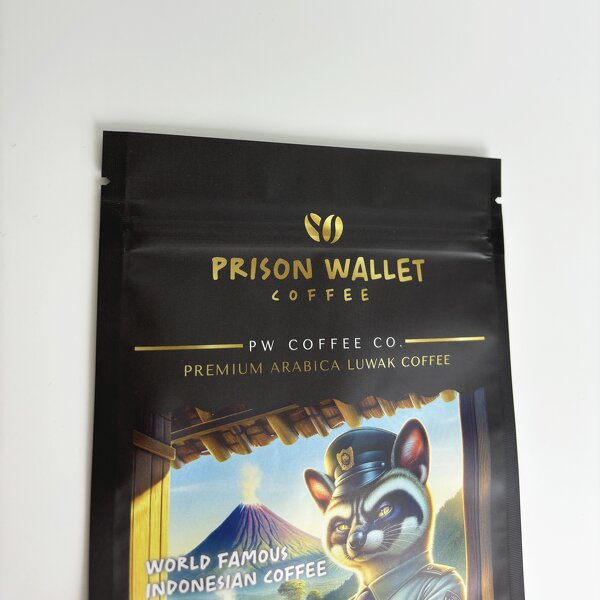 PRISON WALLET
COFFEE
PW COFFEE CO.
PREMIUM ARABICA LUWAK COFFEE
WORLD FAMOUS
INDONESIAN COFFEE